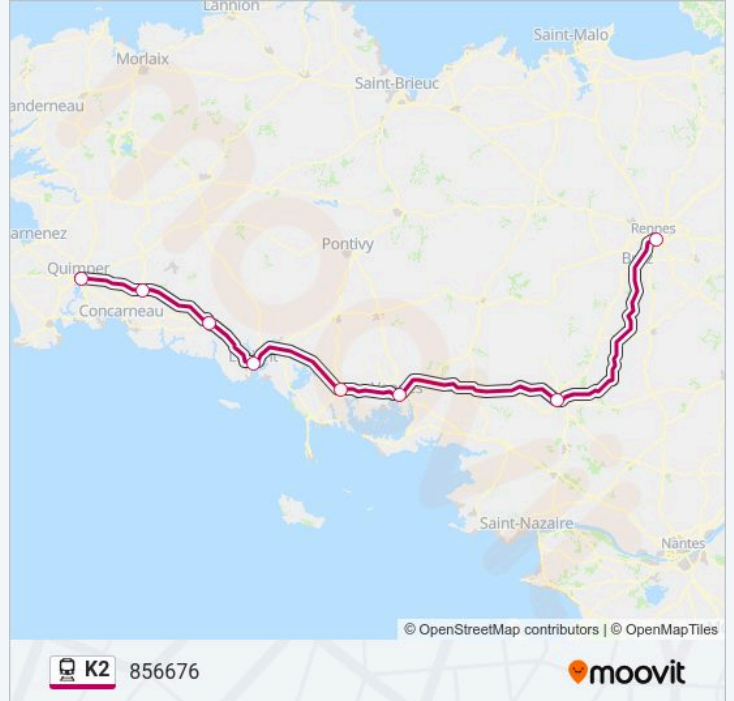 Lannion
Saint-Malo
Morlaix
Saint-Brieuc
anderneau
Rennes
arnenez
Pontivy
Quimper
Concarneau
Saint-Nazaire
Nantes
moovit
© OpenStreetMap contributors | © OpenMapTiles
K2 856676
moovit